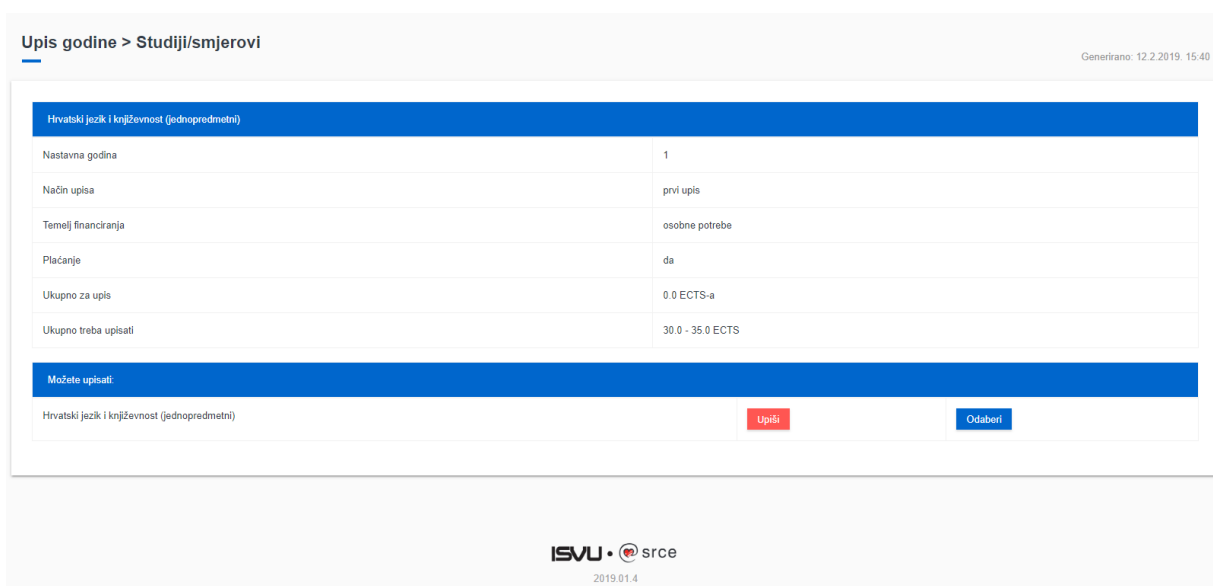 Upis godine > Studiji/smjerovi
Generirano: 12.2.2019. 15:40
Hrvatski jezik i književnost (jednopredmetni)
Nastavna godina 1
Način upisa prvi upis
Temelj financiranja osobne potrebe
Plaćanje da
Ukupno za upis 0.0 ECTS-a
Ukupno treba upisati 30.0 - 35.0 ECTS
Možete upisati:
Hrvatski jezik i književnost (jednopredmetni) Upiši Odaberi
ISVU • srce
2019.01.4